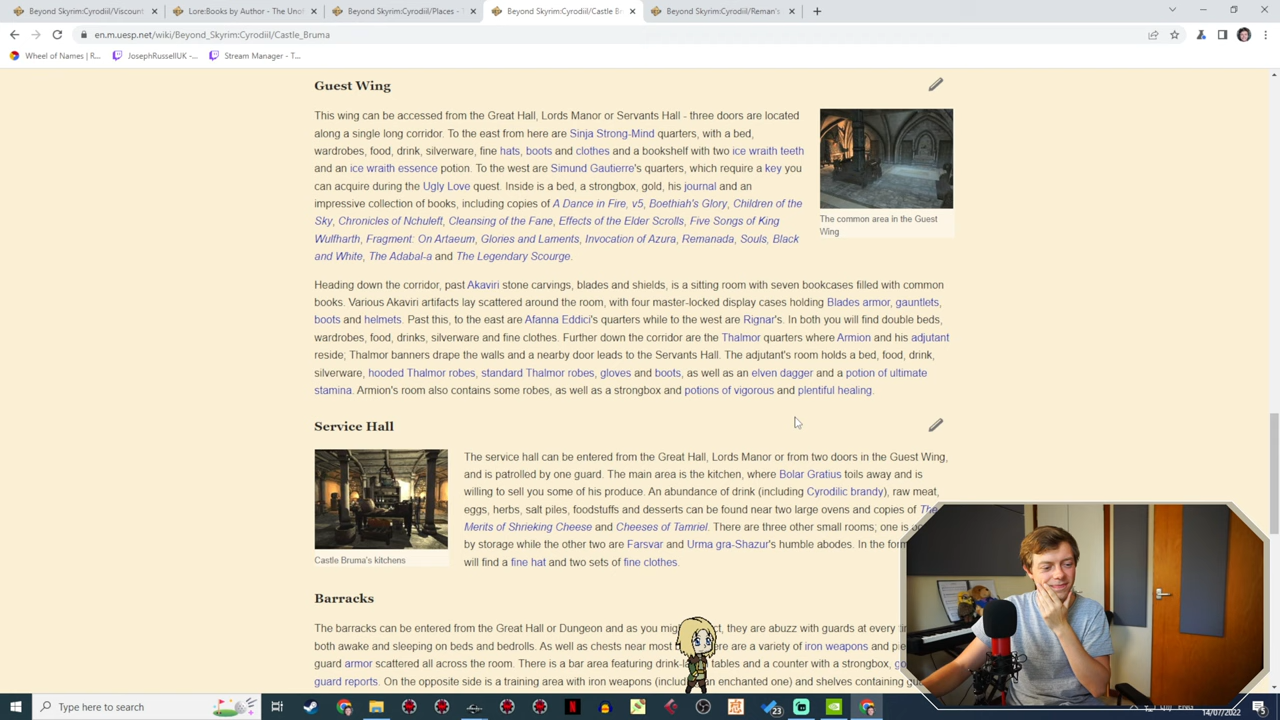 Beyond Skyrim:Cyrodiil/Viscount
Lore:Books by Author - The Uno
Beyond Skyrim:Cyrodiil/Places - T
Beyond Skyrim:Cyrodiil/Castle Br
Beyond Skyrim:Cyrodiil/Reman's
en.m.uesp.net/wiki/Beyond_Skyrim:Cyrodiil/Castle_Bruma
Wheel of Names | R...
JosephRussellUK -...
Stream Manager - T...
Guest Wing
This wing can be accessed from the Great Hall, Lords Manor or Servants Hall - three doors are located
along a single long corridor. To the east from here are Sinja Strong-Mind quarters, with a bed,
wardrobes, food, drink, silverware, fine hats, boots and clothes and a bookshelf with two ice wraith teeth
and an ice wraith essence potion. To the west are Simund Gautierre's quarters, which require a key you
can acquire during the Ugly Love quest. Inside is a bed, a strongbox, gold, his journal and an
impressive collection of books, including copies of A Dance in Fire, v5, Boethiah's Glory, Children of the
Sky, Chronicles of Nchuleft, Cleansing of the Fane, Effects of the Elder Scrolls, Five Songs of King
Wulfharth, Fragment: On Artaeum, Glories and Laments, Invocation of Azura, Remanada, Souls, Black
and White, The Adabal-a and The Legendary Scourge.
The common area in the Guest
Wing
Heading down the corridor, past Akaviri stone carvings, blades and shields, is a sitting room with seven bookcases filled with common
books. Various Akaviri artifacts lay scattered around the room, with four master-locked display cases holding Blades armor, gauntlets,
boots and helmets. Past this, to the east are Afanna Eddici's quarters while to the west are Rignar's. In both you will find double beds,
wardrobes, food, drinks, silverware and fine clothes. Further down the corridor are the Thalmor quarters where Armion and his adjutant
reside; Thalmor banners drape the walls and a nearby door leads to the Servants Hall. The adjutant's room holds a bed, food, drink,
silverware, hooded Thalmor robes, standard Thalmor robes, gloves and boots, as well as an elven dagger and a potion of ultimate
stamina. Armion's room also contains some robes, as well as a strongbox and potions of vigorous and plentiful healing.
Service Hall
The service hall can be entered from the Great Hall, Lords Manor or from two doors in the Guest Wing,
and is patrolled by one guard. The main area is the kitchen, where Bolar Gratius toils away and is
willing to sell you some of his produce. An abundance of drink (including Cyrodilic brandy), raw meat,
eggs, herbs, salt piles, foodstuffs and desserts can be found near two large ovens and copies of The
Merits of Shrieking Cheese and Cheeses of Tamriel. There are three other small rooms; one is
by storage while the other two are Farsvar and Urma gra-Shazur's humble abodes. In the
will find a fine hat and two sets of fine clothes.
Castle Bruma's kitchens
Barracks
The barracks can be entered from the Great Hall or Dungeon and as you they are abuzz with guards at every
both awake and sleeping on beds and bedrolls. As well as chests near most are a variety of iron weapons and
guard armor scattered all across the room. There is a bar area featuring tables and a counter with a strongbox,
guard reports. On the opposite side is a training area with iron weapons an enchanted one) and shelves containing
Type here to search
23
ENG
14/07/2022